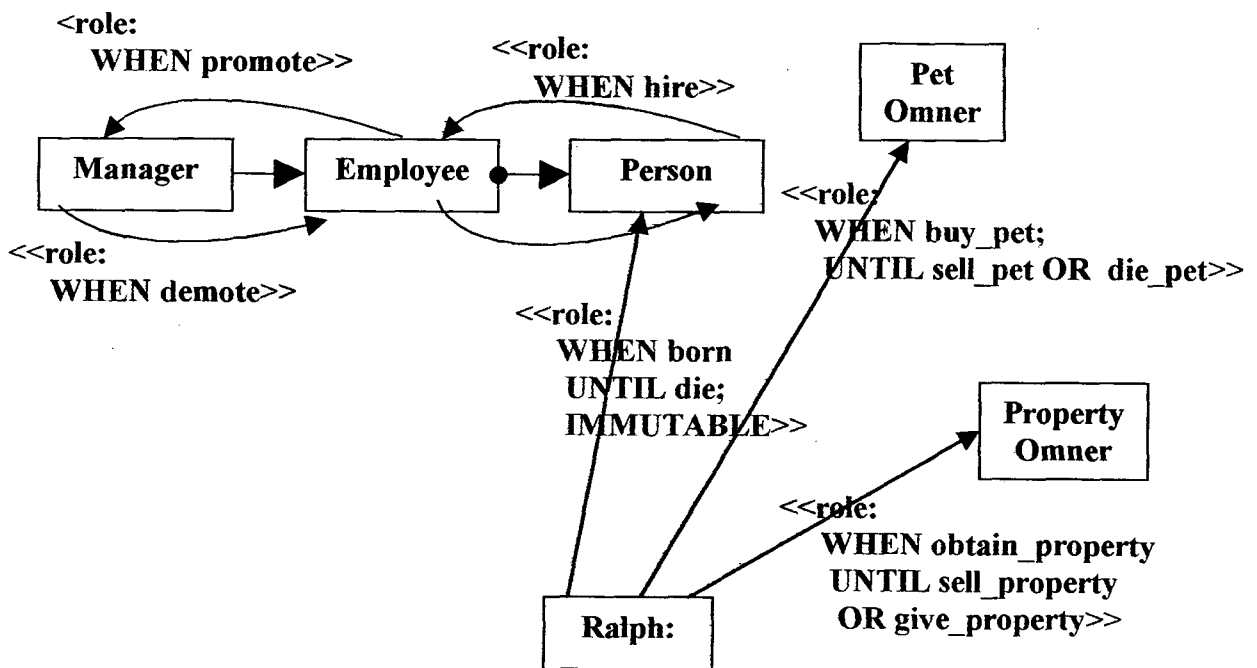 <role:
WHEN promote>>
<<role:
WHEN hire>>
Pet
Omner
Manager
Employee
Person
<<role:
WHEN demote>>
<<role:
WHEN buy_pet;
UNTIL sell_pet OR die_pet>>
<<role:
WHEN born
UNTIL die;
IMMUTABLE>>
Property
Omner
<<role:
WHEN obtain_property
UNTIL sell_property
OR give_property>>
Ralph: